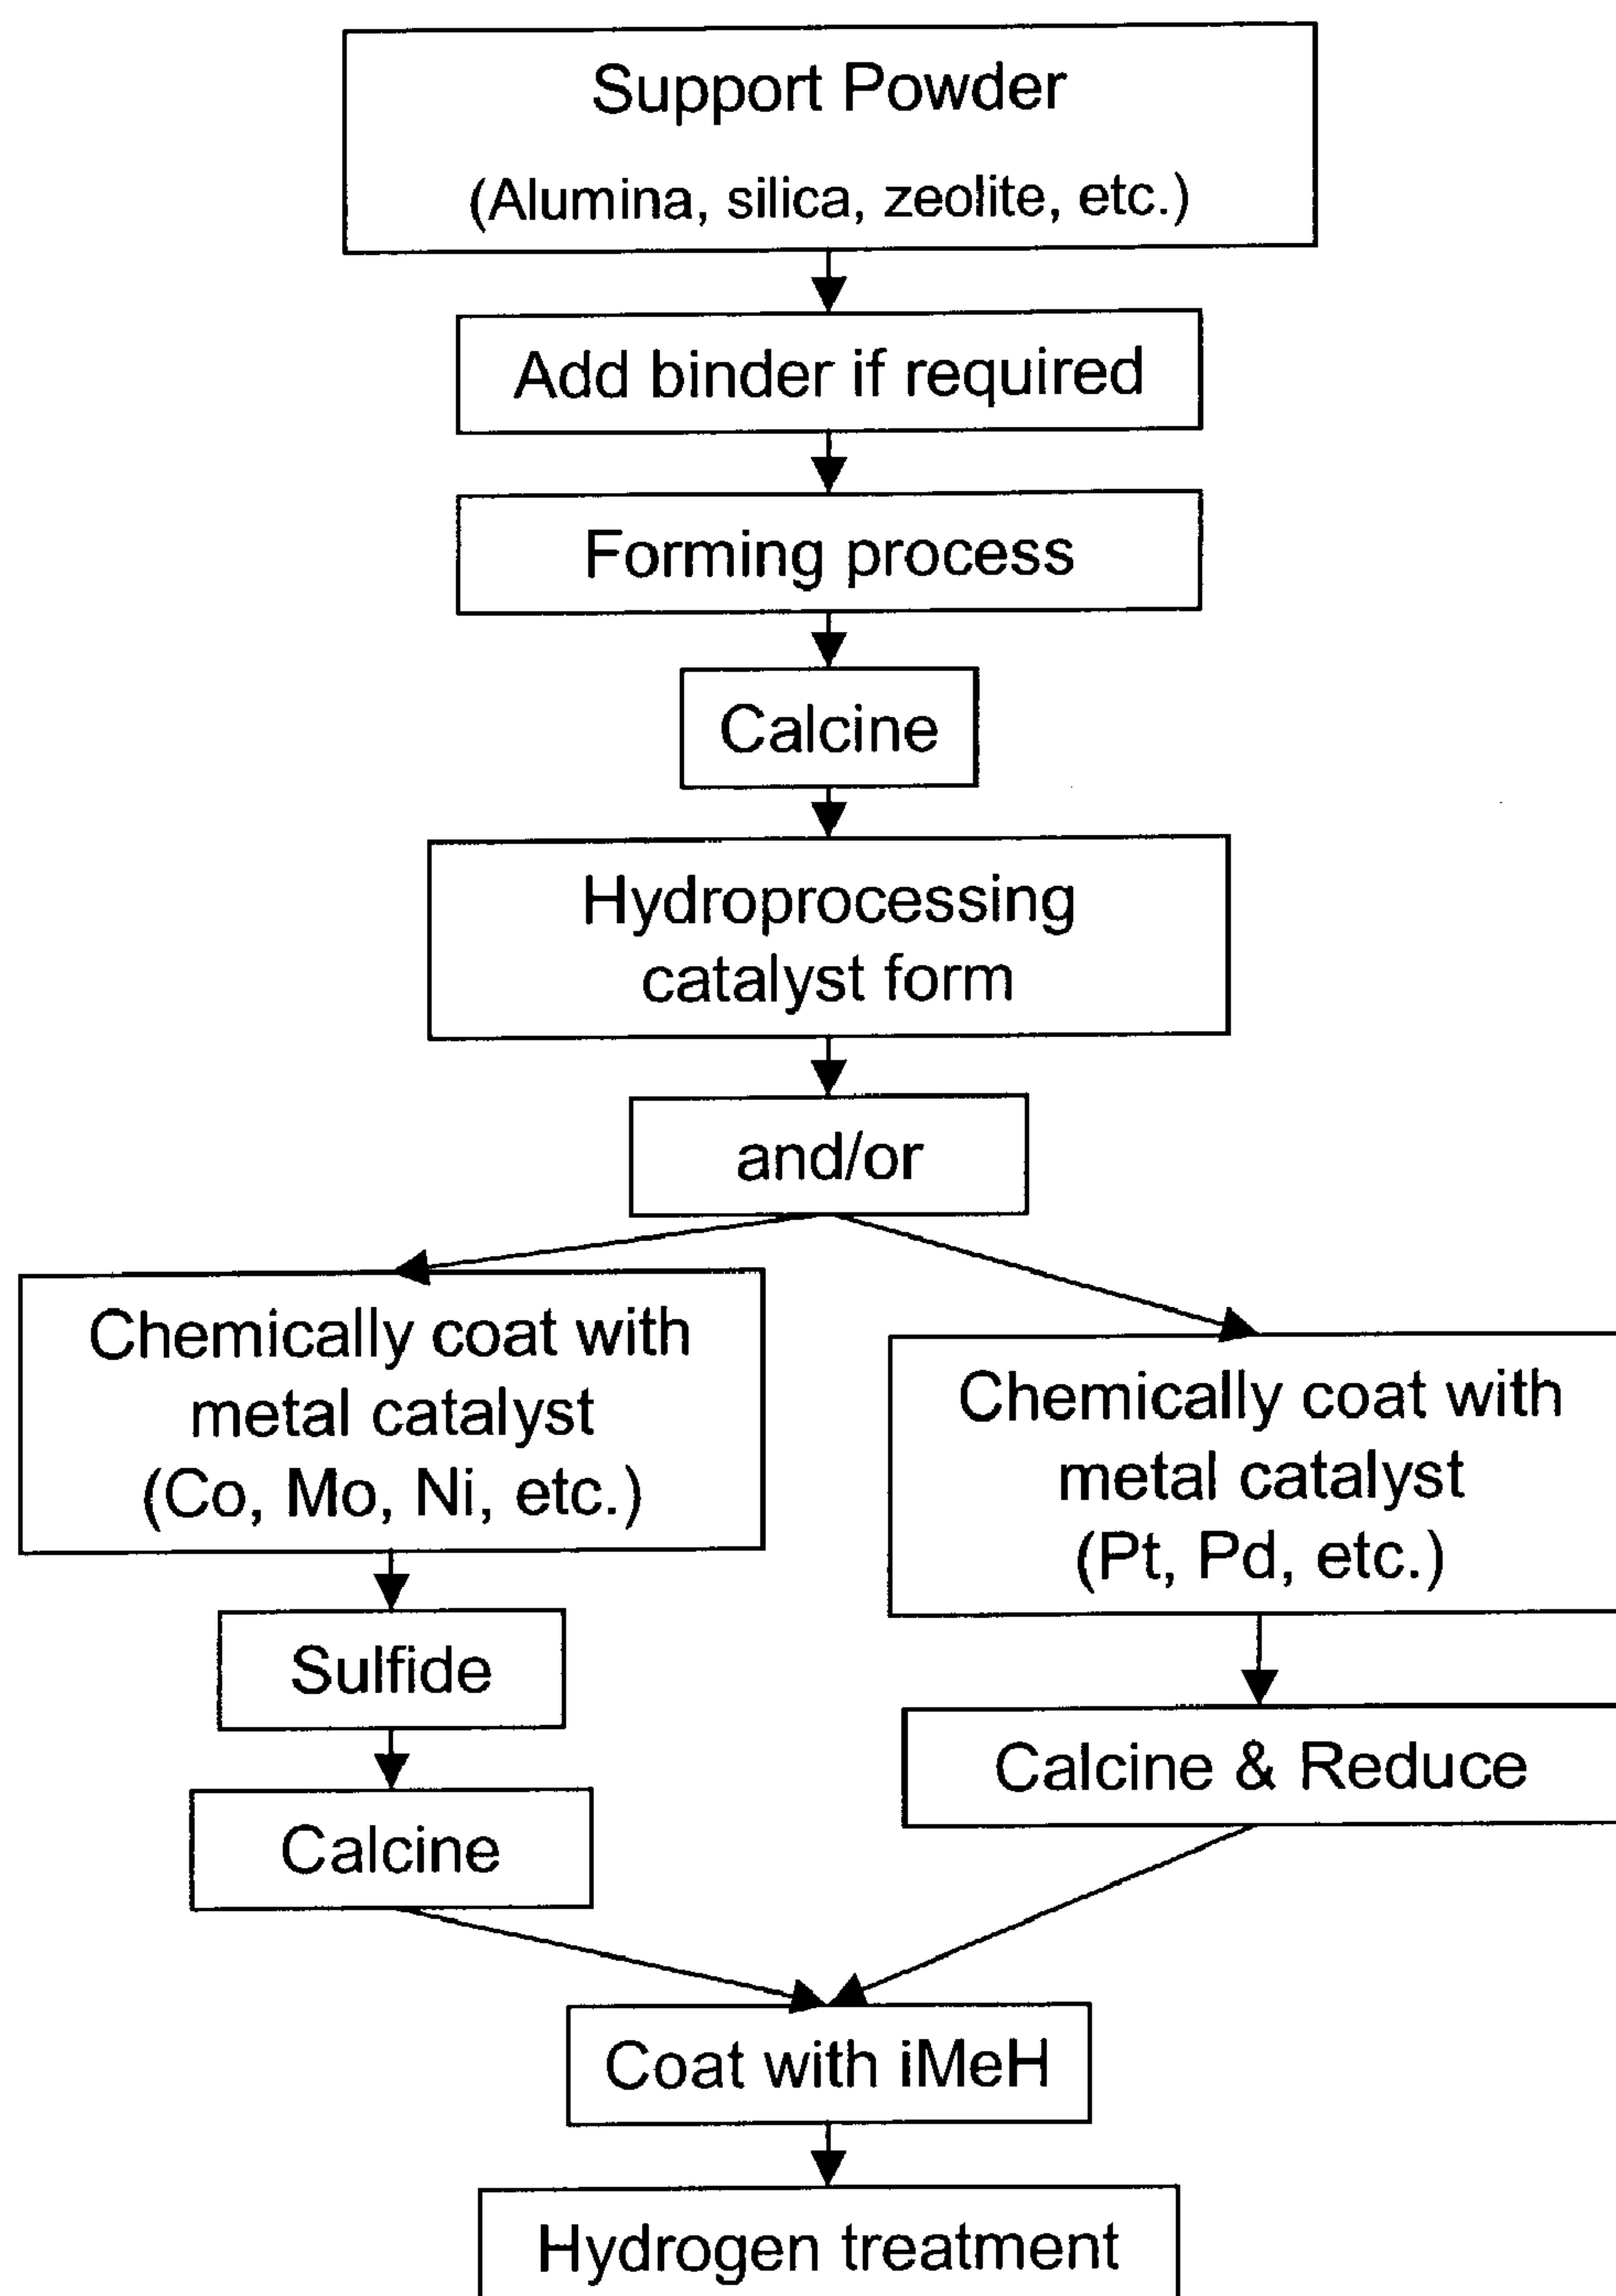 Support Powder
(Alumina, silica, zeolite, etc.)
Add binder if required
Forming process
Calcine
Hydroprocessing
catalyst form
and/or
Chemically coat with
metal catalyst
(Co, Mo, Ni, etc.)
Sulfide
Calcine
Chemically coat with
metal catalyst
(Pt, Pd, etc.)
Calcine & Reduce
Coat with iMeH
Hydrogen treatment